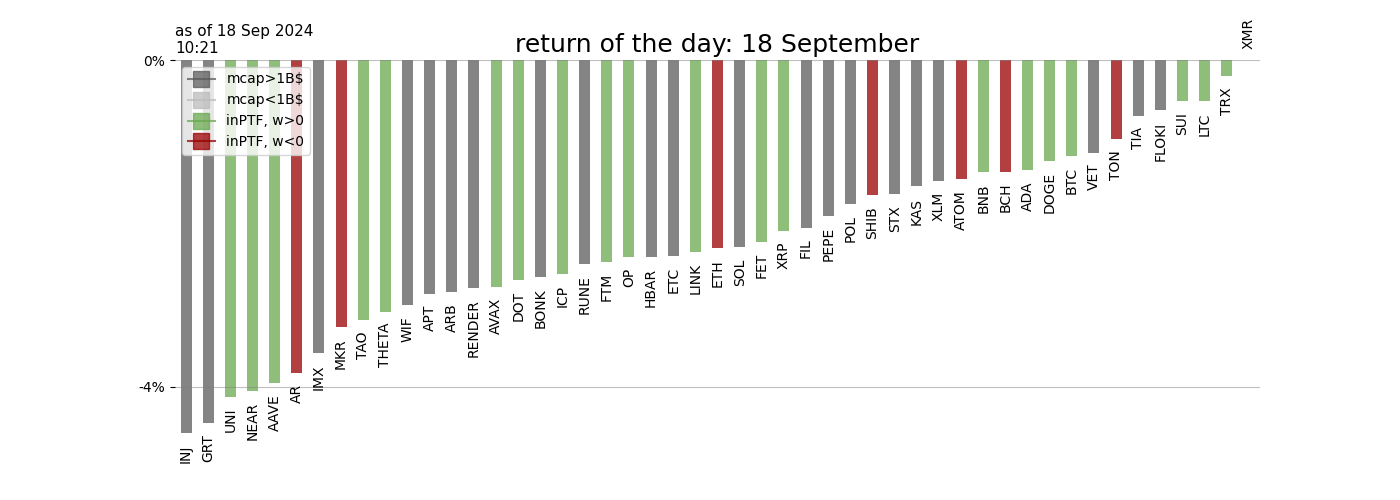 as of 18 Sep 2024
10:21
return of the day: 18 September
XMR
0%
mcap>1B$
mcap<1B$
inPTF, w>0
inPTF, w<0
-4%
INJ
GRT
UNI
NEAR
AAVE
AR
IMX
MKR
TAO
THETA
WIF
APT
ARB
RENDER
AVAX
DOT
BONK
ICP
RUNE
FTM
OP
HBAR
ETC
LINK
ETH
SOL
FET
XRP
FIL
PEPE
POL
SHIB
STX
KAS
XLM
ATOM
BNB
BCH
ADA
DOGE
BTC
VET
TON
TIA
FLOKI
SUI
LTC
TRX